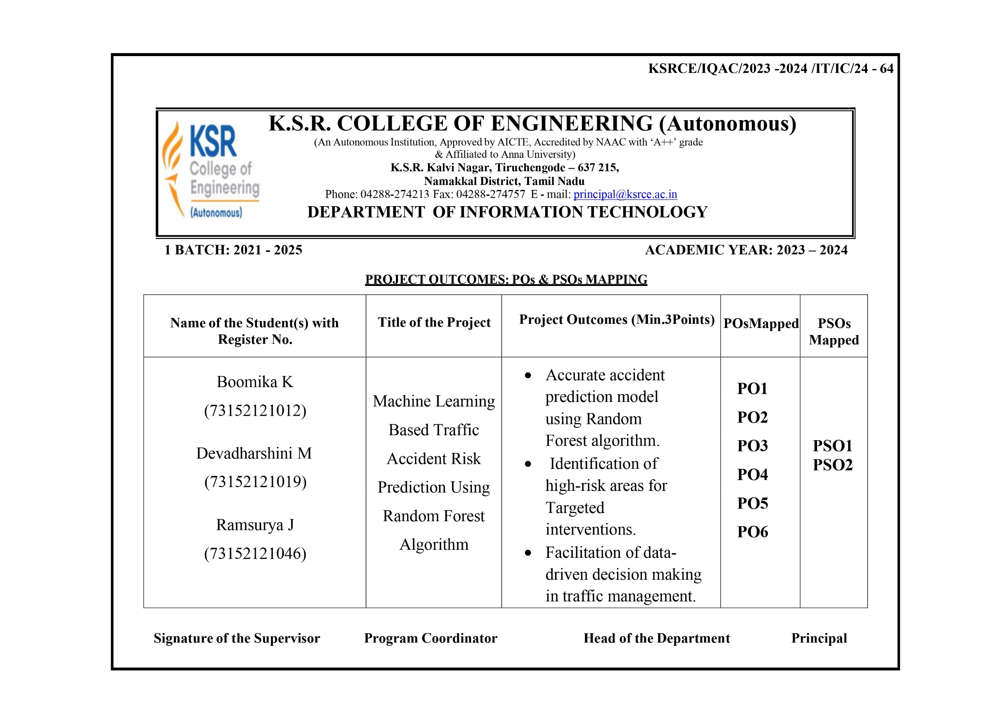 KSRCE/IQAC/2023 -2024 /IT/IC/24 - 64
KSR
College of
Engineering
(Autonomous)
K.S.R. COLLEGE OF ENGINEERING (Autonomous)
(An Autonomous Institution, Approved by AICTE, Accredited by NAAC with ‘A++’ grade
& Affiliated to Anna University)
K.S.R. Kalvi Nagar, Tiruchengode – 637 215,
Namakkal District, Tamil Nadu
Phone: 04288-274213 Fax: 04288-274757 E - mail: principal@ksrce.ac.in
DEPARTMENT OF INFORMATION TECHNOLOGY
1 BATCH: 2021 - 2025 ACADEMIC YEAR: 2023 – 2024
PROJECT OUTCOMES: POs & PSOs MAPPING
Name of the Student(s) with
Register No.
Title of the Project
Project Outcomes (Min.3Points)
POsMapped
PSOs
Mapped
Boomika K
(73152121012)
Devadharshini M
(73152121019)
Ramsurya J
(73152121046)
Machine Learning
Based Traffic
Accident Risk
Prediction Using
Random Forest
Algorithm
• Accurate accident
prediction model
using Random
Forest algorithm.
• Identification of
high-risk areas for
Targeted
interventions.
• Facilitation of data-
driven decision making
in traffic management.
PO1
PO2
PO3
PO4
PO5
PO6
PSO1
PSO2
Signature of the Supervisor Program Coordinator Head of the Department Principal